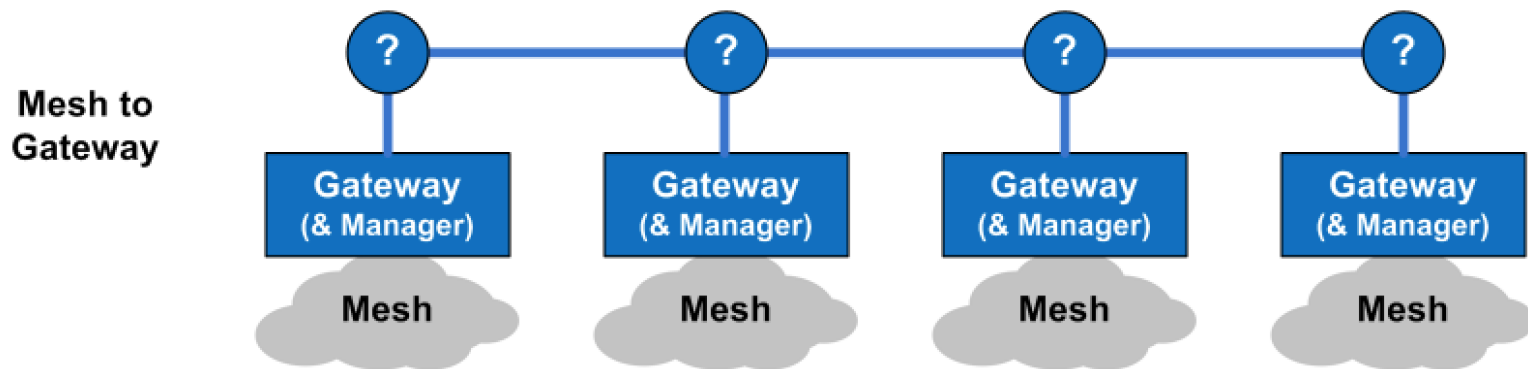 ? ? ? ?
Mesh to
Gateway
Gateway Gateway Gateway Gateway
(& Manager) (& Manager) (& Manager) (& Manager)
Mesh Mesh Mesh Mesh